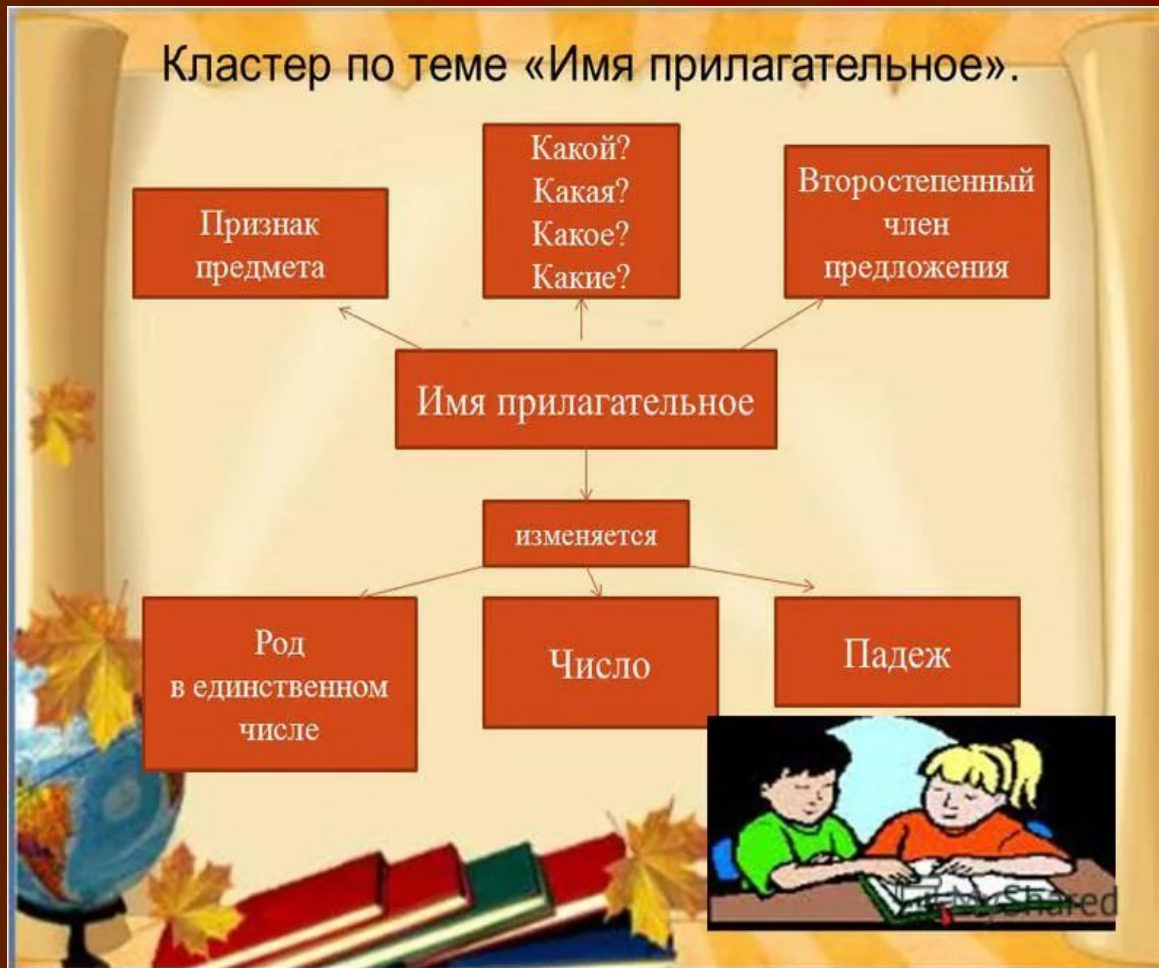 Кластер по теме «Имя прилагательное».
Признак
предмета
Какой?
Какая?
Какое?
Какие?
Второстепенный
член
предложения
Имя прилагательное
изменяется
Род
в единственном
числе
Число
Падеж
MyShared